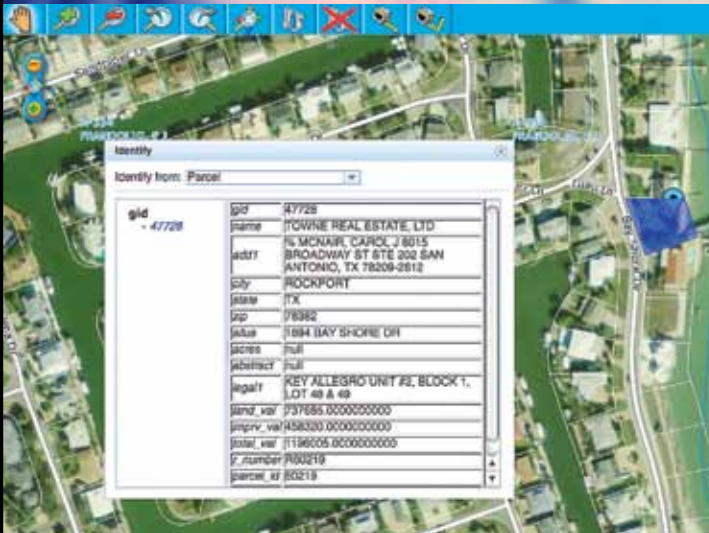 Identify
Identify from: Parcel
gid
- 47728
gid 47728
name TOWNE REAL ESTATE, LTD
add1 % MCNAIR, CAROL J 6015
BROADWAY ST STE 202 SAN
ANTONIO, TX 78209-2612
city ROCKPORT
state TX
zip 78382
situs 1694 BAY SHORE DR
acres null
abstract null
legal1 KEY ALLEGRO UNIT #2, BLOCK 1,
LOT 48 & 49
land_val 737685.0000000000
imprv_val 458320.0000000000
total_val 1196005.0000000000
r_number R60219
parcel_id 60219